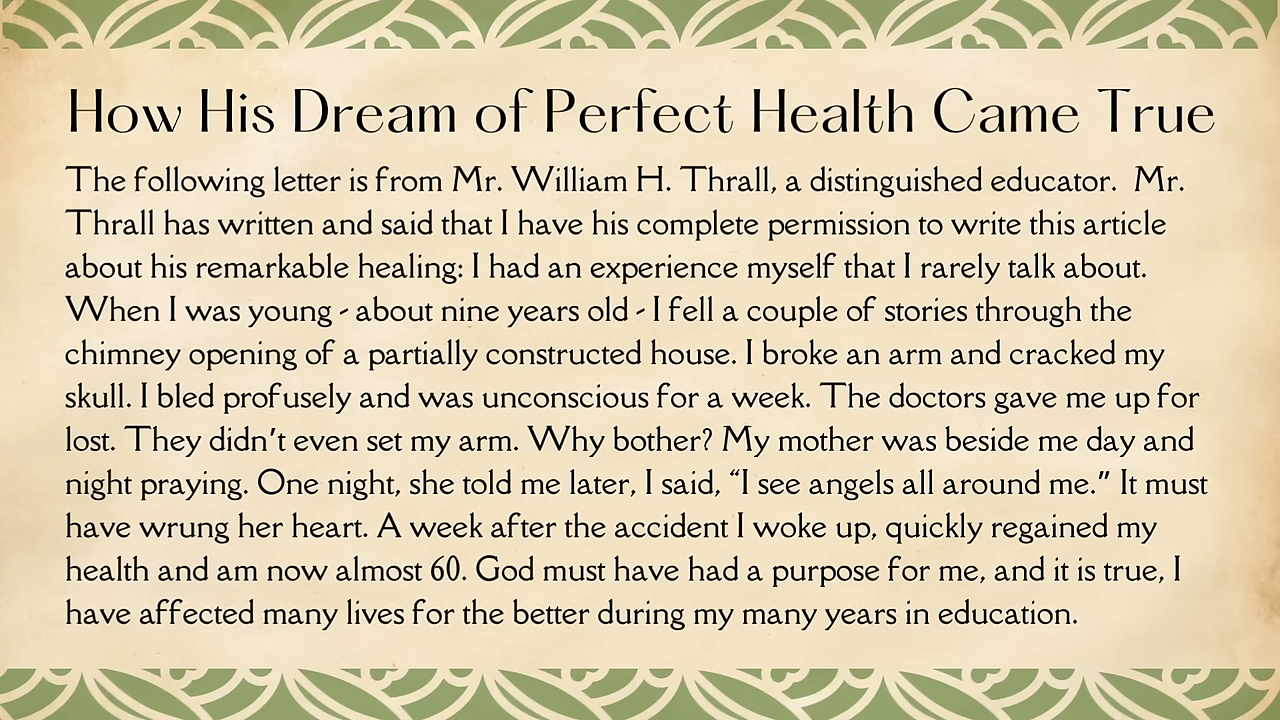 How His Dream of Perfect Health Came True
The following letter is from Mr. William H. Thrall, a distinguished educator.  Mr.
Thrall has written and said that I have his complete permission to write this article
about his remarkable healing: I had an experience myself that I rarely talk about.
When I was young - about nine years old - I fell a couple of stories through the
chimney opening of a partially constructed house. I broke an arm and cracked my
skull. I bled profusely and was unconscious for a week. The doctors gave me up for
lost. They didn't even set my arm. Why bother? My mother was beside me day and
night praying. One night, she told me later, I said, “I see angels all around me.” It must
have wrung her heart. A week after the accident I woke up, quickly regained my
health and am now almost 60. God must have had a purpose for me, and it is true, I
have affected many lives for the better during my many years in education.